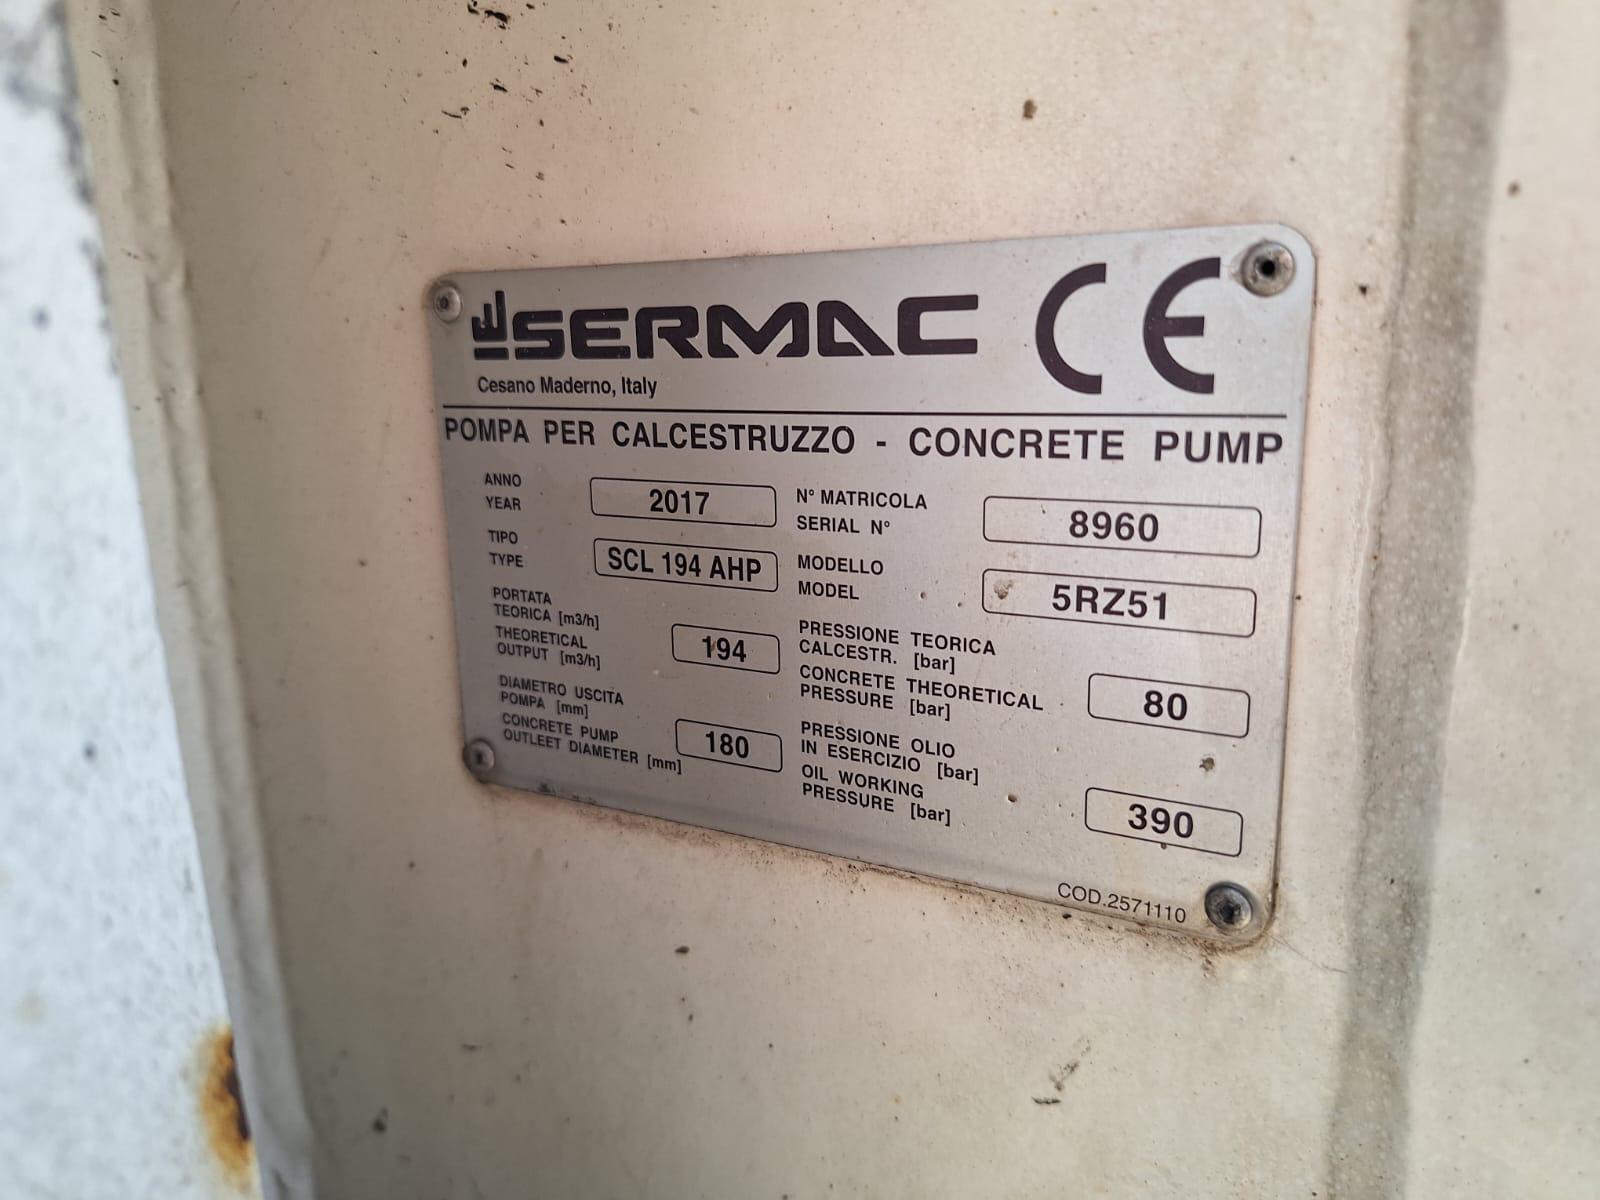 SERMAC CE
Cesano Maderno, Italy
POMPA PER CALCESTRUZZO - CONCRETE PUMP
ANNO
YEAR
2017
N° MATRICOLA
SERIAL N°
8960
TIPO
TYPE
SCL 194 AHP
MODELLO
MODEL
5RZ51
PORTATA
TEORICA [m3/h]
THEORETICAL
OUTPUT [m3/h]
194
PRESSIONE TEORICA
CALCESTR. [bar]
CONCRETE THEORETICAL
PRESSURE [bar]
80
DIAMETRO USCITA
POMPA [mm]
CONCRETE PUMP
OUTLEET DIAMETER [mm]
180
PRESSIONE OLIO
IN ESERCIZIO [bar]
OIL WORKING
PRESSURE [bar]
390
COD.2571110